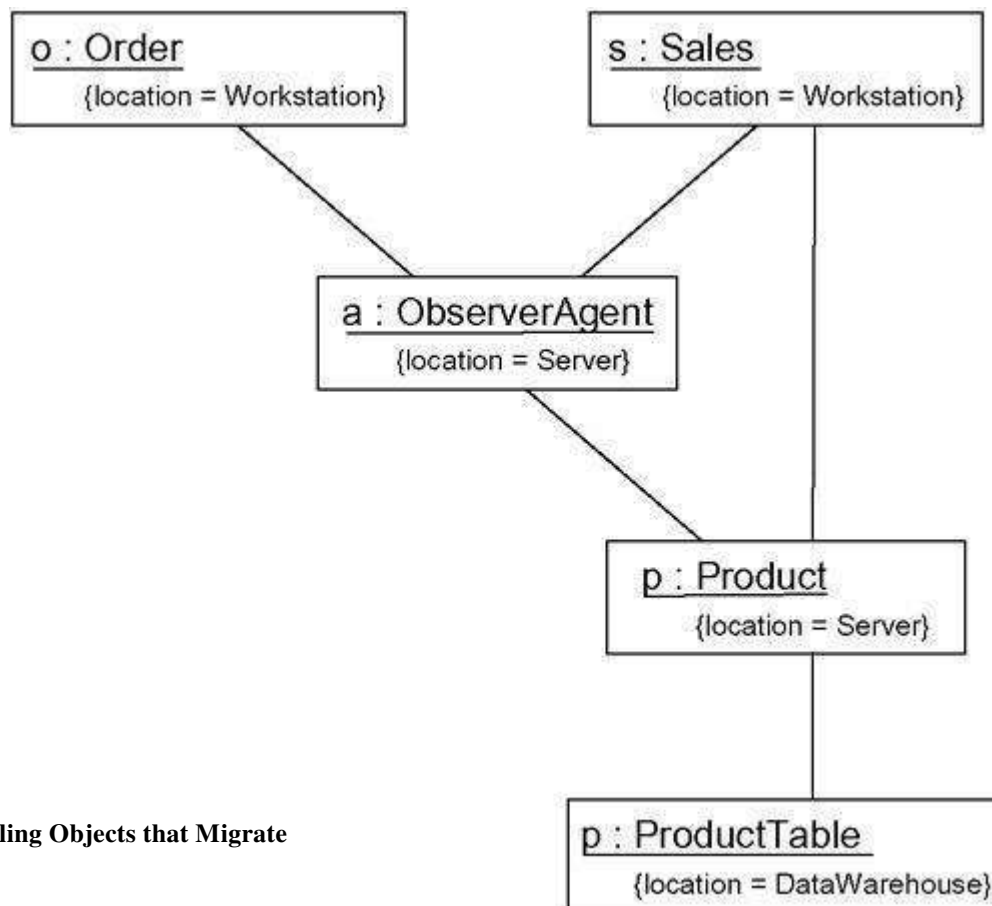 o : Order
{location = Workstation}
s : Sales
{location = Workstation}
a : ObserverAgent
{location = Server}
p : Product
{location = Server}
ling Objects that Migrate
p : ProductTable
{location = DataWarehouse}